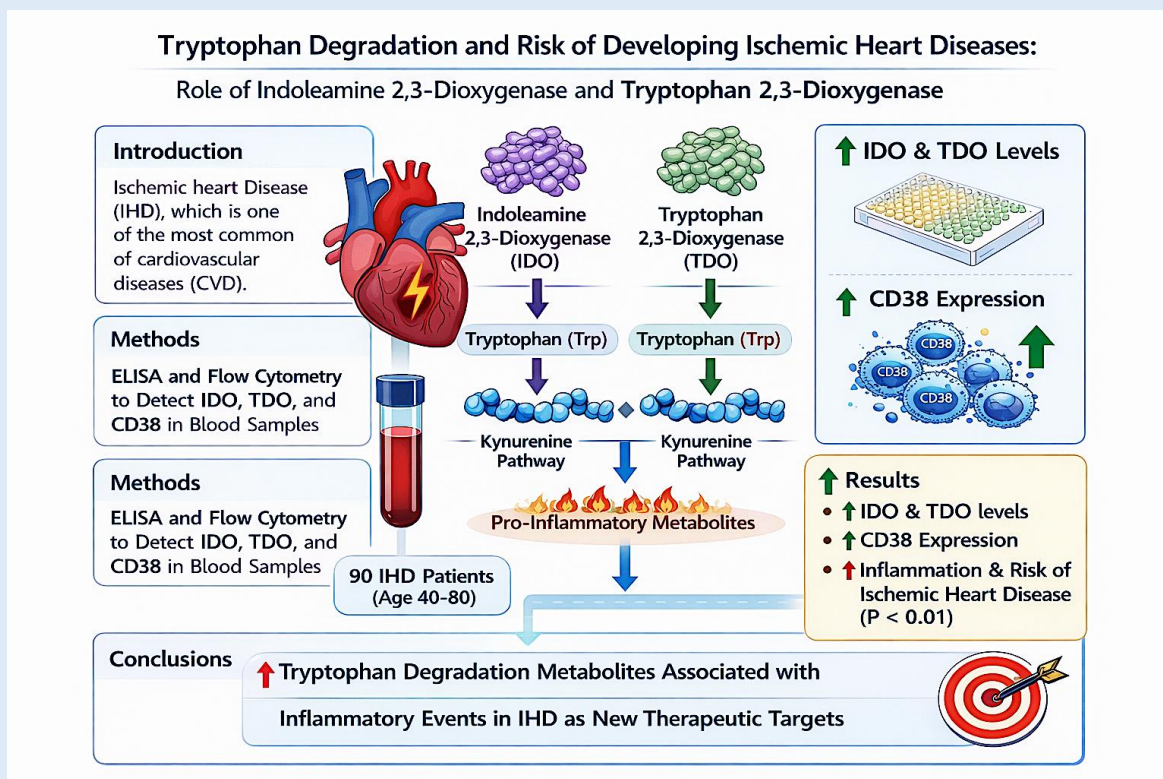 Tryptophan Degradation and Risk of Developing Ischemic Heart Diseases:
Role of Indoleamine 2,3-Dioxygenase and Tryptophan 2,3-Dioxygenase
Introduction
Ischemic heart Disease
(IHD), which is one
of the most common
of cardiovascular
diseases (CVD).
Methods
ELISA and Flow Cytometry
to Detect IDO, TDO, and
CD38 in Blood Samples
Methods
ELISA and Flow Cytometry
to Detect IDO, TDO, and
CD38 in Blood Samples
90 IHD Patients
(Age 40-80)
Indoleamine
2,3-Dioxygenase
(IDO)
Tryptophan (Trp)
Kynurenine
Pathway
Tryptophan
2,3-Dioxygenase
(TDO)
Tryptophan (Trp)
Kynurenine
Pathway
Pro-Inflammatory Metabolites
IDO & TDO Levels
CD38 Expression
CD38
CD38
CD38
Results
• IDO & TDO levels
• CD38 Expression
• Inflammation & Risk of
Ischemic Heart Disease
(P < 0.01)
Conclusions
Tryptophan Degradation Metabolites Associated with
Inflammatory Events in IHD as New Therapeutic Targets